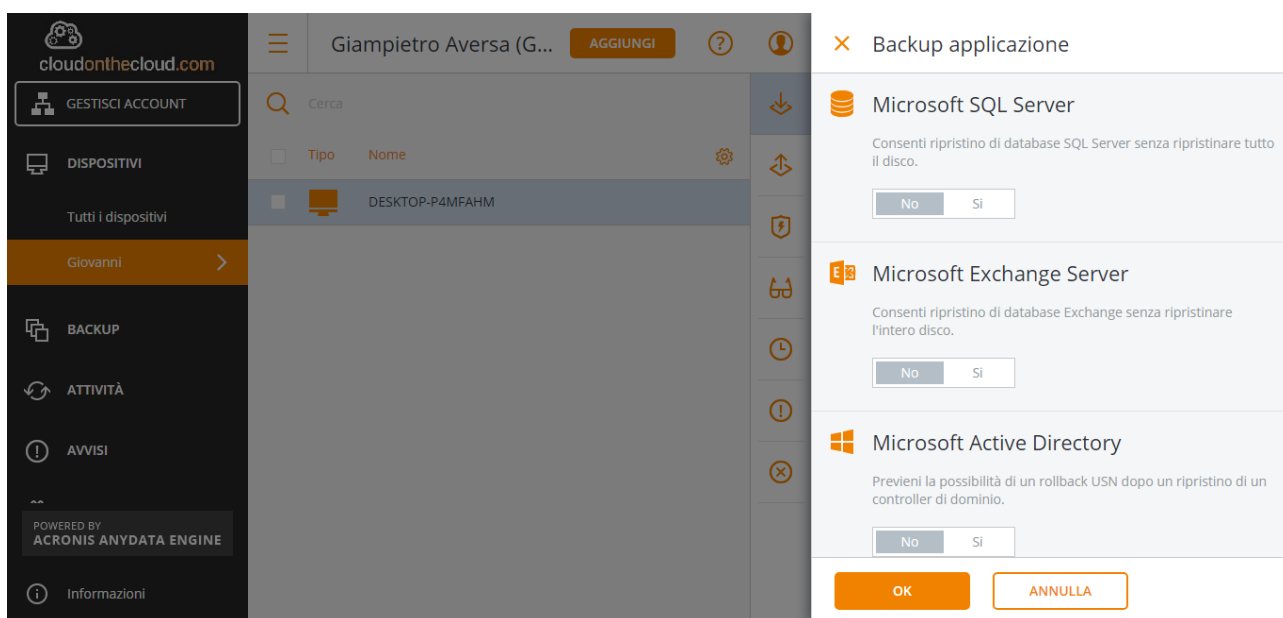 cloudonthecloud.com
GESTISCI ACCOUNT
DISPOSITIVI
Tutti i dispositivi
Giovanni
BACKUP
ATTIVITÀ
AVVISI
POWERED BY
ACRONIS ANYDATA ENGINE
Informazioni
Giampietro Aversa (G...
AGGIUNGI
Cerca
Tipo
Nome
DESKTOP-P4MFAHM
Backup applicazione
Microsoft SQL Server
Consenti ripristino di database SQL Server senza ripristinare tutto
il disco.
No
Si
Microsoft Exchange Server
Consenti ripristino di database Exchange senza ripristinare
l'intero disco.
No
Si
Microsoft Active Directory
Previeni la possibilità di un rollback USN dopo un ripristino di un
controller di dominio.
No
Si
OK
ANNULLA